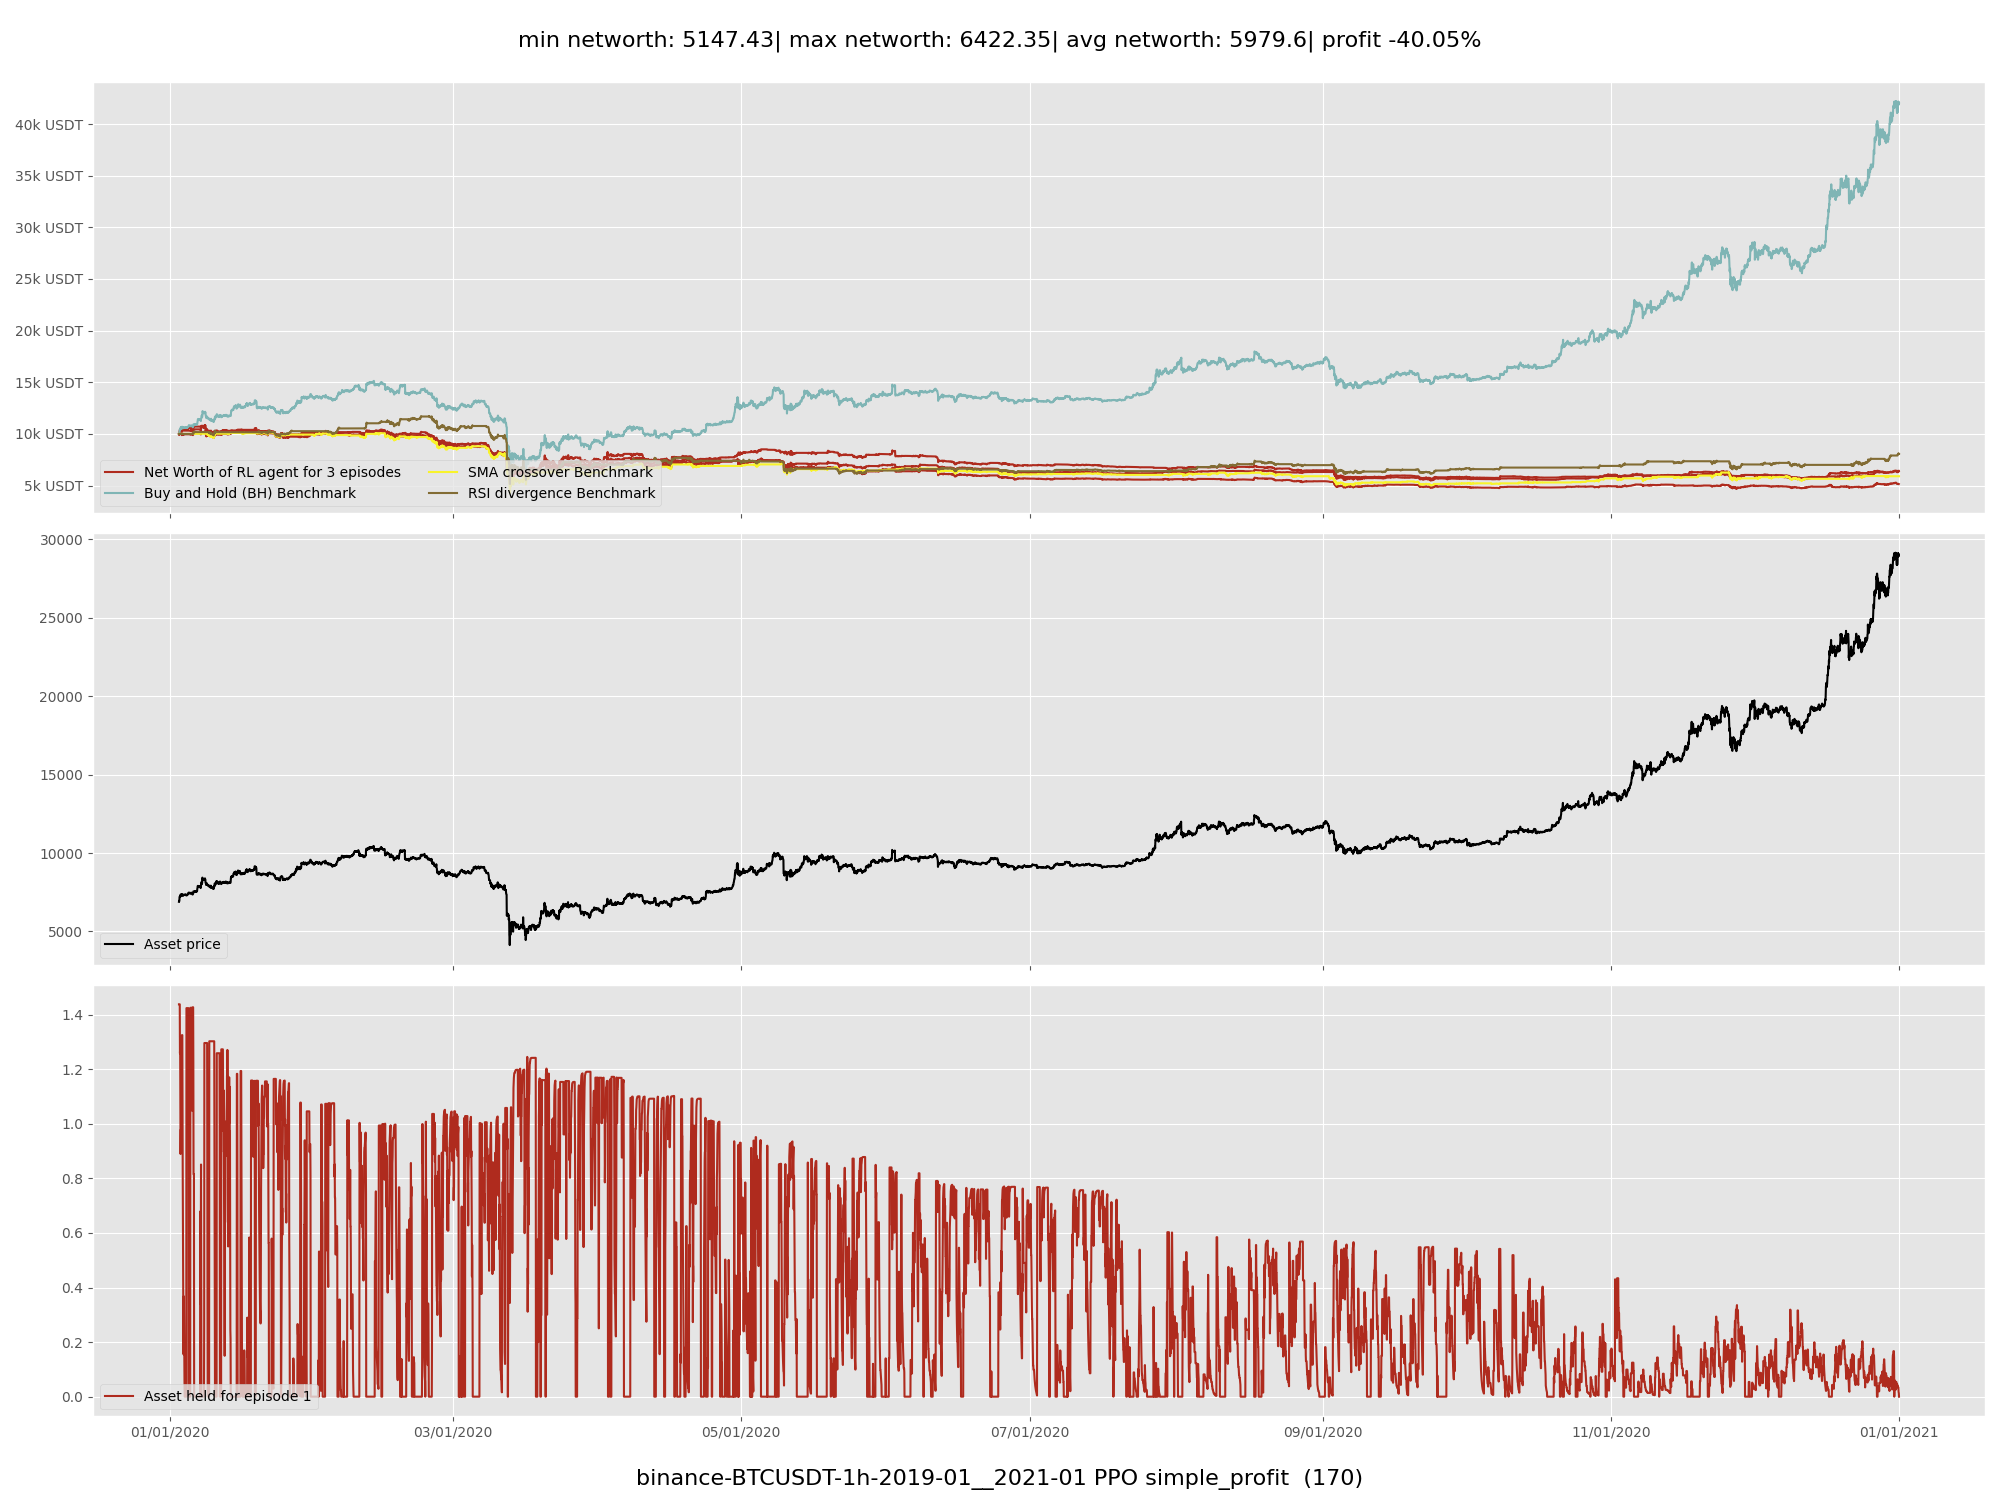 min networth: 5147.43| max networth: 6422.35| avg networth: 5979.6| profit -40.05%
40k USDT
35k USDT
30k USDT
25k USDT
20k USDT
15k USDT
10k USDT
5k USDT
Net Worth of RL agent for 3 episodes
Buy and Hold (BH) Benchmark
SMA crossover Benchmark
RSI divergence Benchmark
30000
25000
20000
15000
10000
5000
Asset price
1.4
1.2
1.0
0.8
0.6
0.4
0.2
0.0
Asset held for episode 1
01/01/2020 03/01/2020 05/01/2020 07/01/2020 09/01/2020 11/01/2020 01/01/2021
binance-BTCUSDT-1h-2019-01__2021-01 PPO simple_profit (170)